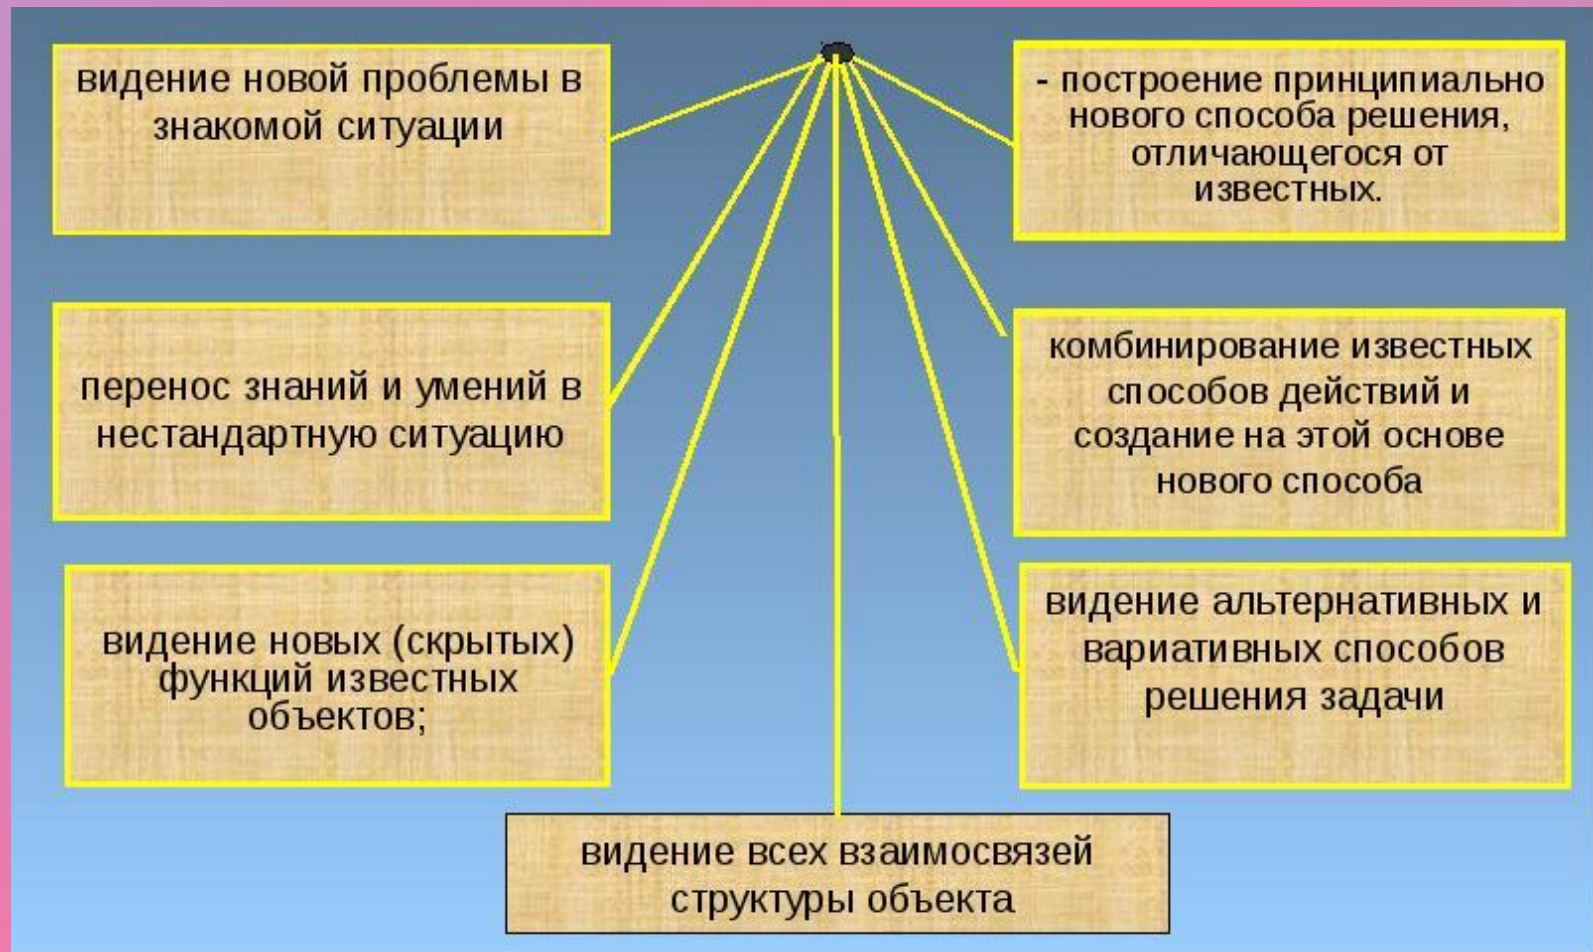 видение новой проблемы в
знакомой ситуации
перенос знаний и умений в
нестандартную ситуацию
видение новых (скрытых)
функций известных
объектов;
видение всех взаимосвязей
структуры объекта
- построение принципиально
нового способа решения,
отличающегося от
известных.
комбинирование известных
способов действий и
создание на этой основе
нового способа
видение альтернативных и
вариативных способов
решения задачи